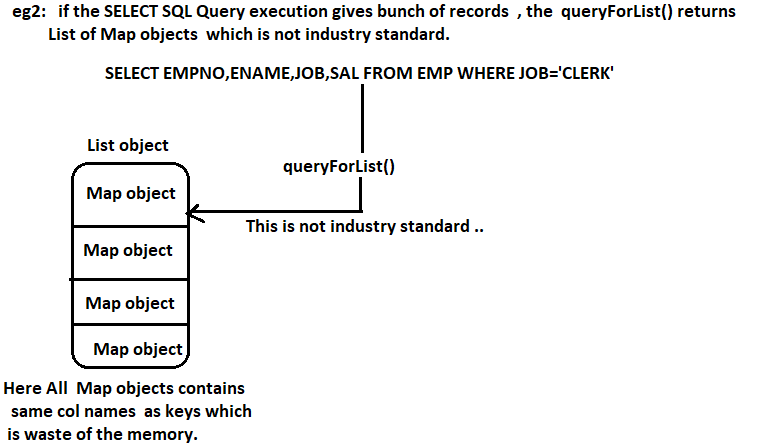 eg2: if the SELECT SQL Query execution gives bunch of records , the queryForList() returns
List of Map objects which is not industry standard.
SELECT EMPNO,ENAME,JOB,SAL FROM EMP WHERE JOB='CLERK'
List object
queryForList()
Map object
This is not industry standard ..
Map object
Map object
Map object
Here All Map objects contains
same col names as keys which
is waste of the memory.